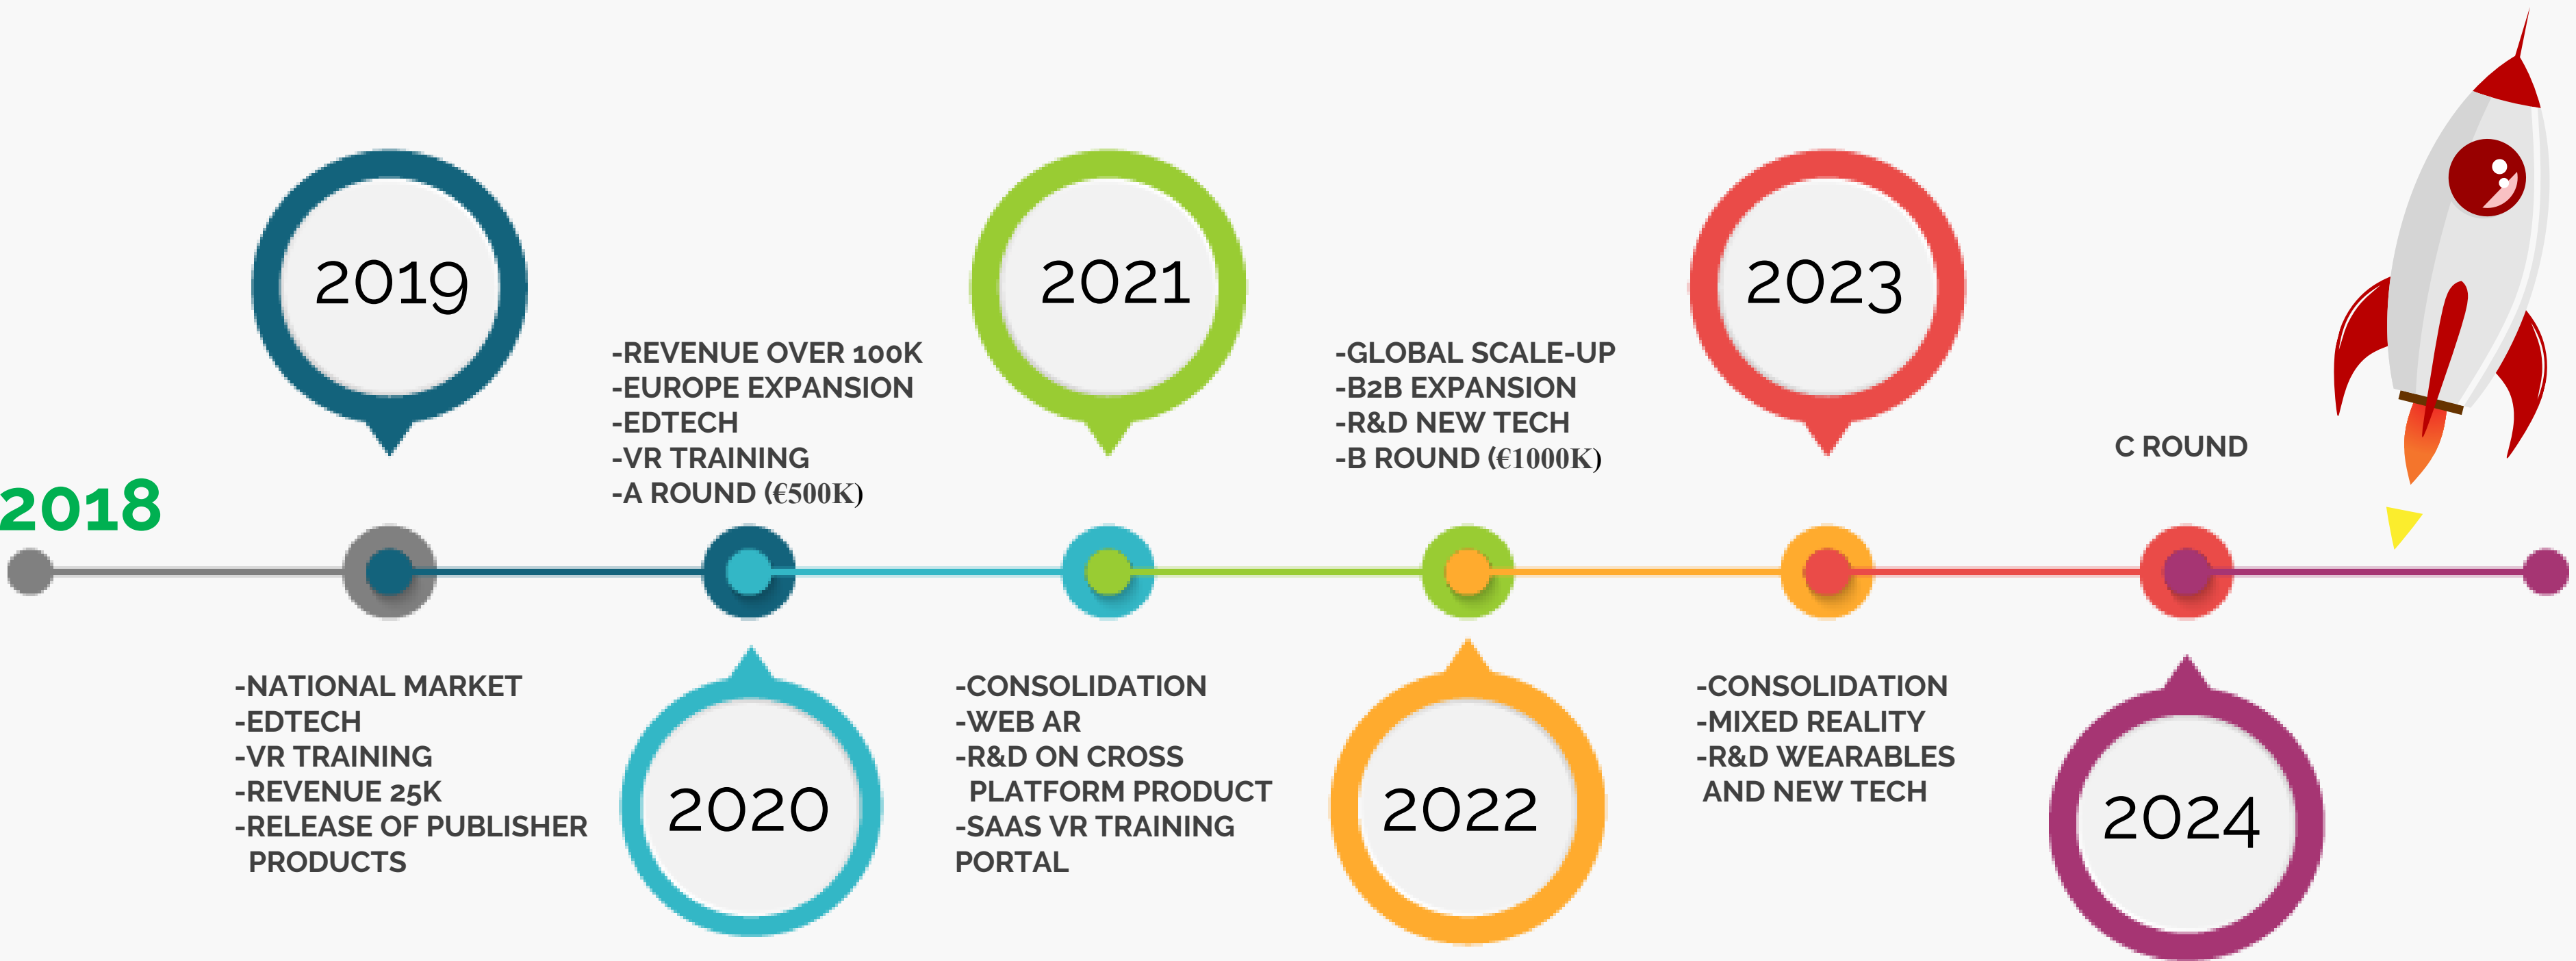 2018
2019
-NATIONAL MARKET
-EDTECH
-VR TRAINING
-REVENUE 25K
-RELEASE OF PUBLISHER
PRODUCTS
-REVENUE OVER 100K
-EUROPE EXPANSION
-EDTECH
-VR TRAINING
-A ROUND (€500K)
2020
2021
-CONSOLIDATION
-WEB AR
-R&D ON CROSS
PLATFORM PRODUCT
-SAAS VR TRAINING
PORTAL
-GLOBAL SCALE-UP
-B2B EXPANSION
-R&D NEW TECH
-B ROUND (€1000K)
2022
2023
-CONSOLIDATION
-MIXED REALITY
-R&D WEARABLES
AND NEW TECH
C ROUND
2024